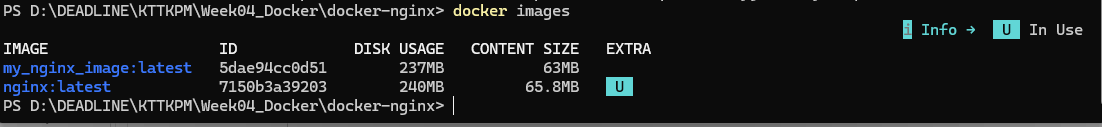 PS D:\DEADLINE\KTTKPM\Week04_Docker\docker-nginx> docker images
i Info → U In Use
IMAGE ID DISK USAGE CONTENT SIZE EXTRA
my_nginx_image:latest 5dae94cc0d51 237MB 63MB
nginx:latest 7150b3a39203 240MB 65.8MB U
PS D:\DEADLINE\KTTKPM\Week04_Docker\docker-nginx>